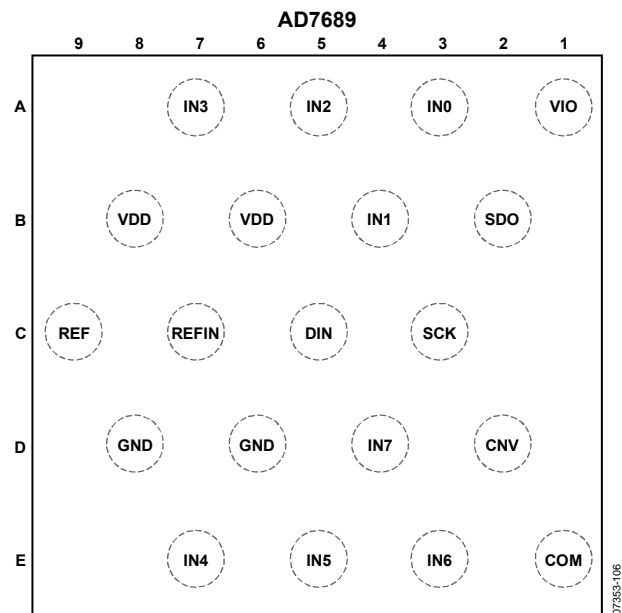 AD7689
9 8 7 6 5 4 3 2 1
A IN3 IN2 IN0 VIO
B VDD VDD IN1 SDO
C REF REFIN DIN SCK
D GND GND IN7 CNV
E IN4 IN5 IN6 COM
07353-106